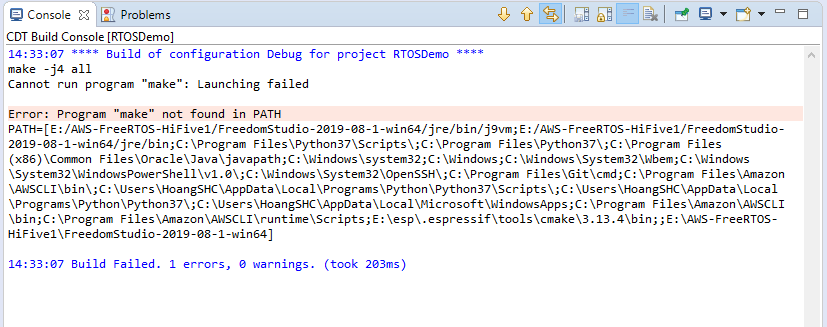 Console Problems
CDT Build Console [RTOSDemo]
14:33:07 **** Build of configuration Debug for project RTOSDemo ****
make -j4 all
Cannot run program "make": Launching failed
Error: Program "make" not found in PATH
PATH=[E:/AWS-FreeRTOS-HiFive1/FreedomStudio-2019-08-1-win64/jre/bin/j9vm;E:/AWS-FreeRTOS-HiFive1/FreedomStudio-
2019-08-1-win64/jre/bin;C:\Program Files\Python37\Scripts\;C:\Program Files\Python37\;C:\Program Files
(x86)\Common Files\Oracle\Java\javapath;C:\Windows\system32;C:\Windows;C:\Windows\System32\Wbem;C:\Windows
\System32\WindowsPowerShell\v1.0\;C:\Windows\System32\OpenSSH\;C:\Program Files\Git\cmd;C:\Program Files\Amazon
\AWSCLI\bin\;C:\Users\HoangSHC\AppData\Local\Programs\Python\Python37\Scripts\;C:\Users\HoangSHC\AppData\Local
\Programs\Python\Python37\;C:\Users\HoangSHC\AppData\Local\Microsoft\WindowsApps;C:\Program Files\Amazon\AWSCLI
\bin;C:\Program Files\Amazon\AWSCLI\runtime\Scripts;E:\esp\.espressif\tools\cmake\3.13.4\bin;;E:\AWS-FreeRTOS-
HiFive1\FreedomStudio-2019-08-1-win64]
14:33:07 Build Failed. 1 errors, 0 warnings. (took 203ms)